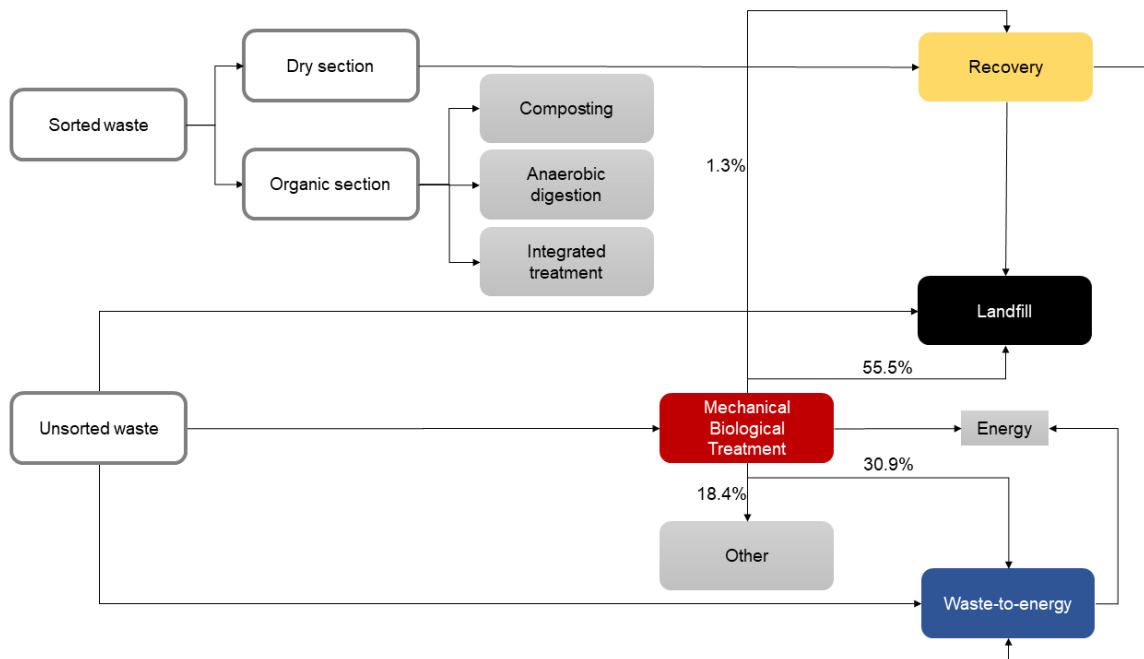 Dry section
Recovery
Sorted waste
Composting
Organic section
Anaerobic
digestion
Integrated
treatment
1.3%
Landfill
55.5%
Unsorted waste
Mechanical
Biological
Treatment
Energy
30.9%
18.4%
Other
Waste-to-energy